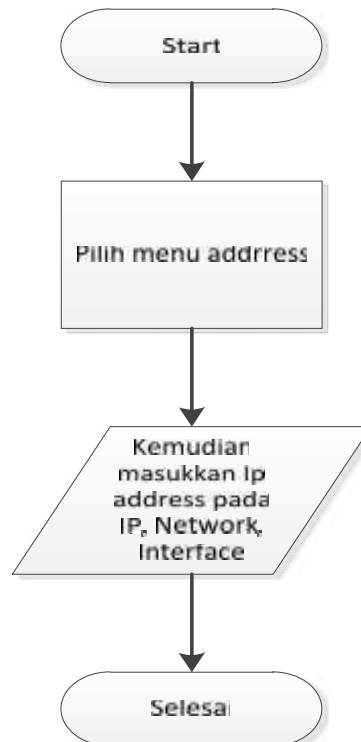 Start
Pilih menu addrress
Kemudian
masukkan Ip
address pada
IP, Network,
Interface
Selesai